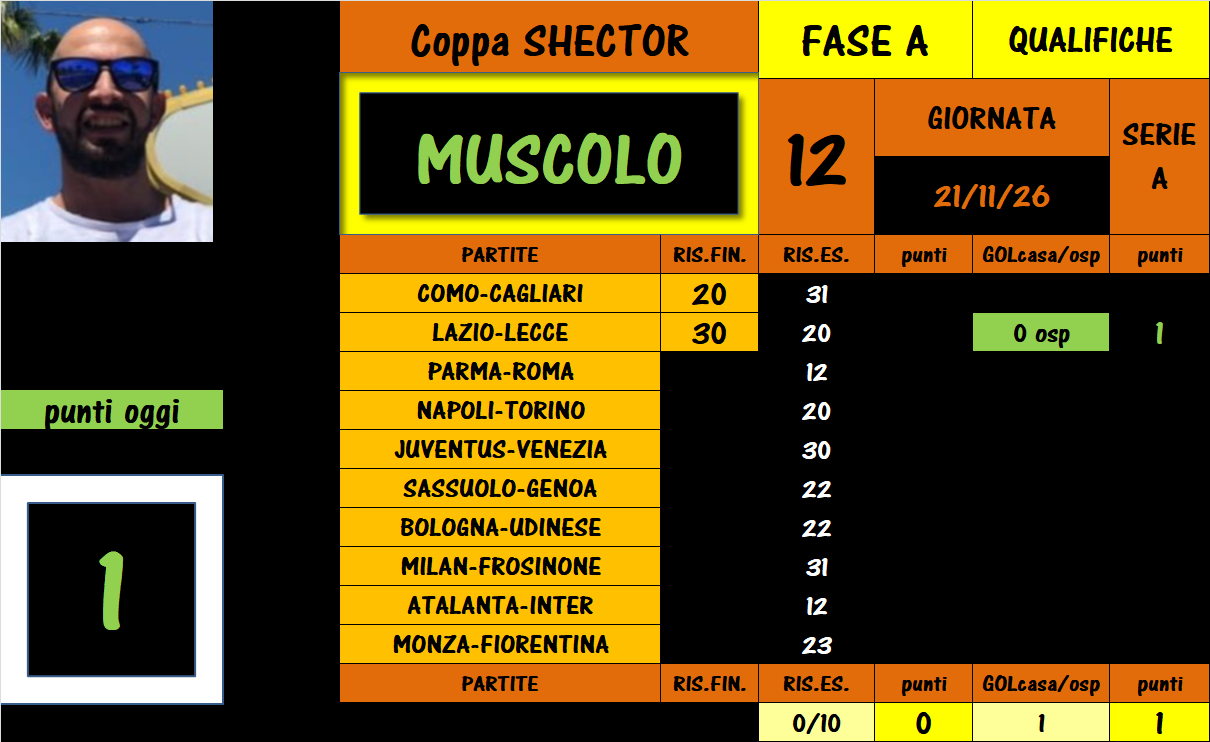 Coppa SHECTOR FASE A QUALIFICHE
MUSCOLO 12 GIORNATA SERIE A
21/11/26
PARTITE RIS.FIN. RIS.ES. punti GOLcasa/osp punti
COMO-CAGLIARI 20 31
LAZIO-LECCE 30 20 0 osp 1
PARMA-ROMA 12
NAPOLI-TORINO 20
JUVENTUS-VENEZIA 30
SASSUOLO-GENOA 22
BOLOGNA-UDINESE 22
MILAN-FROSINONE 31
ATALANTA-INTER 12
MONZA-FIORENTINA 23
PARTITE RIS.FIN. RIS.ES. punti GOLcasa/osp punti
0/10 0 1 1
punti oggi
1